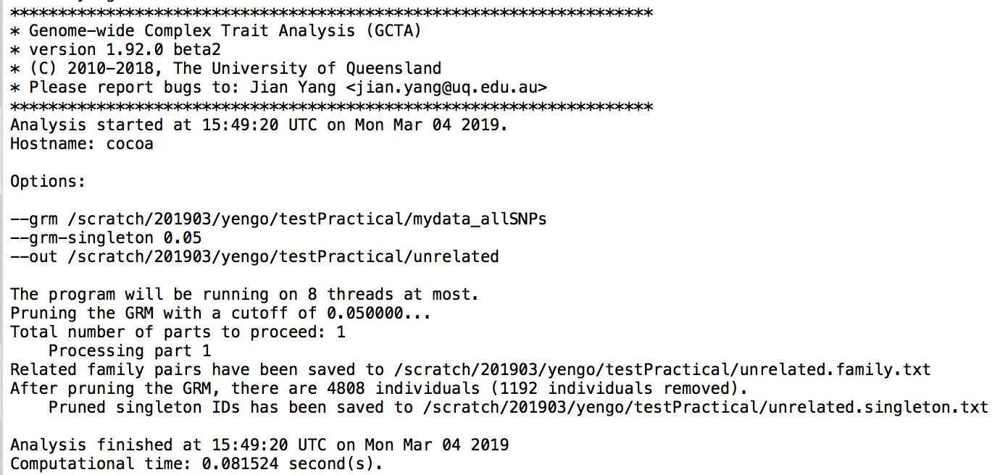 *******************************************************************
* Genome-wide Complex Trait Analysis (GCTA)
* version 1.92.0 beta2
* (C) 2010-2018, The University of Queensland
* Please report bugs to: Jian Yang <jian.yang@uq.edu.au>
*******************************************************************
Analysis started at 15:49:20 UTC on Mon Mar 04 2019.
Hostname: cocoa
Options:
--grm /scratch/201903/yengo/testPractical/mydata_allSNPs
--grm-singleton 0.05
--out /scratch/201903/yengo/testPractical/unrelated
The program will be running on 8 threads at most.
Pruning the GRM with a cutoff of 0.050000...
Total number of parts to proceed: 1
Processing part 1
Related family pairs have been saved to /scratch/201903/yengo/testPractical/unrelated.family.txt
After pruning the GRM, there are 4808 individuals (1192 individuals removed).
Pruned singleton IDs has been saved to /scratch/201903/yengo/testPractical/unrelated.singleton.txt
Analysis finished at 15:49:20 UTC on Mon Mar 04 2019
Computational time: 0.081524 second(s).